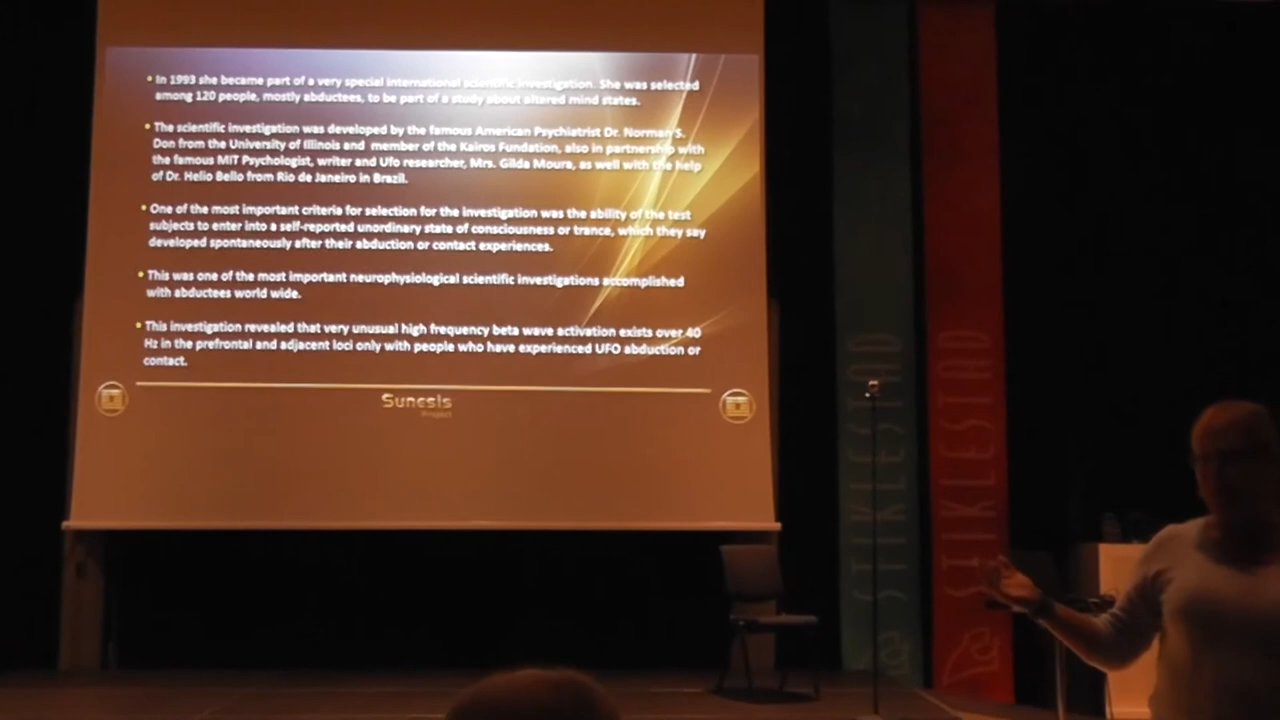 • In 1993 she became part of a very special international scientific investigation. She was selected
among 120 people, mostly abductees, to be part of a study about altered mind states.
• The scientific investigation was developed by the famous American Psychiatrist Dr. Norman S.
Don from the University of Illinois and member of the Kairos Fundation, also in partnership with
the famous MIT Psychologist, writer and Ufo researcher, Mrs. Gilda Moura, as well with the help
of Dr. Helio Bello from Rio de Janeiro in Brazil.
• One of the most important criteria for selection for the investigation was the ability of the test
subjects to enter into a self-reported unordinary state of consciousness or trance, which they say
developed spontaneously after their abduction or contact experiences.
• This was one of the most important neurophysiological scientific investigations accomplished
with abductees world wide.
• This investigation revealed that very unusual high frequency beta wave activation exists over 40
Hz in the prefrontal and adjacent loci only with people who have experienced UFO abduction or
contact.
Sunesis
Project
STIKLESTAD
STIKLESTAD